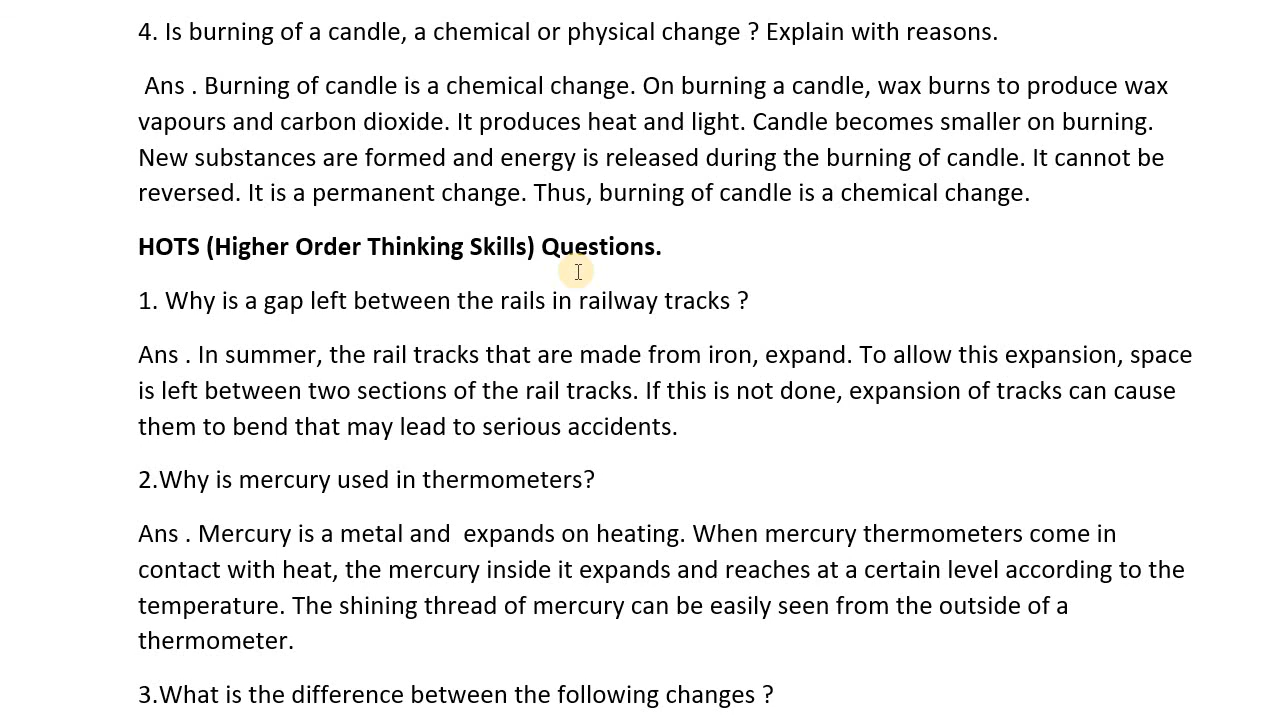 4. Is burning of a candle, a chemical or physical change ? Explain with reasons.
Ans . Burning of candle is a chemical change. On burning a candle, wax burns to produce wax
vapours and carbon dioxide. It produces heat and light. Candle becomes smaller on burning.
New substances are formed and energy is released during the burning of candle. It cannot be
reversed. It is a permanent change. Thus, burning of candle is a chemical change.
HOTS (Higher Order Thinking Skills) Questions.
1. Why is a gap left between the rails in railway tracks ?
Ans . In summer, the rail tracks that are made from iron, expand. To allow this expansion, space
is left between two sections of the rail tracks. If this is not done, expansion of tracks can cause
them to bend that may lead to serious accidents.
2.Why is mercury used in thermometers?
Ans . Mercury is a metal and  expands on heating. When mercury thermometers come in
contact with heat, the mercury inside it expands and reaches at a certain level according to the
temperature. The shining thread of mercury can be easily seen from the outside of a
thermometer.
3.What is the difference between the following changes ?